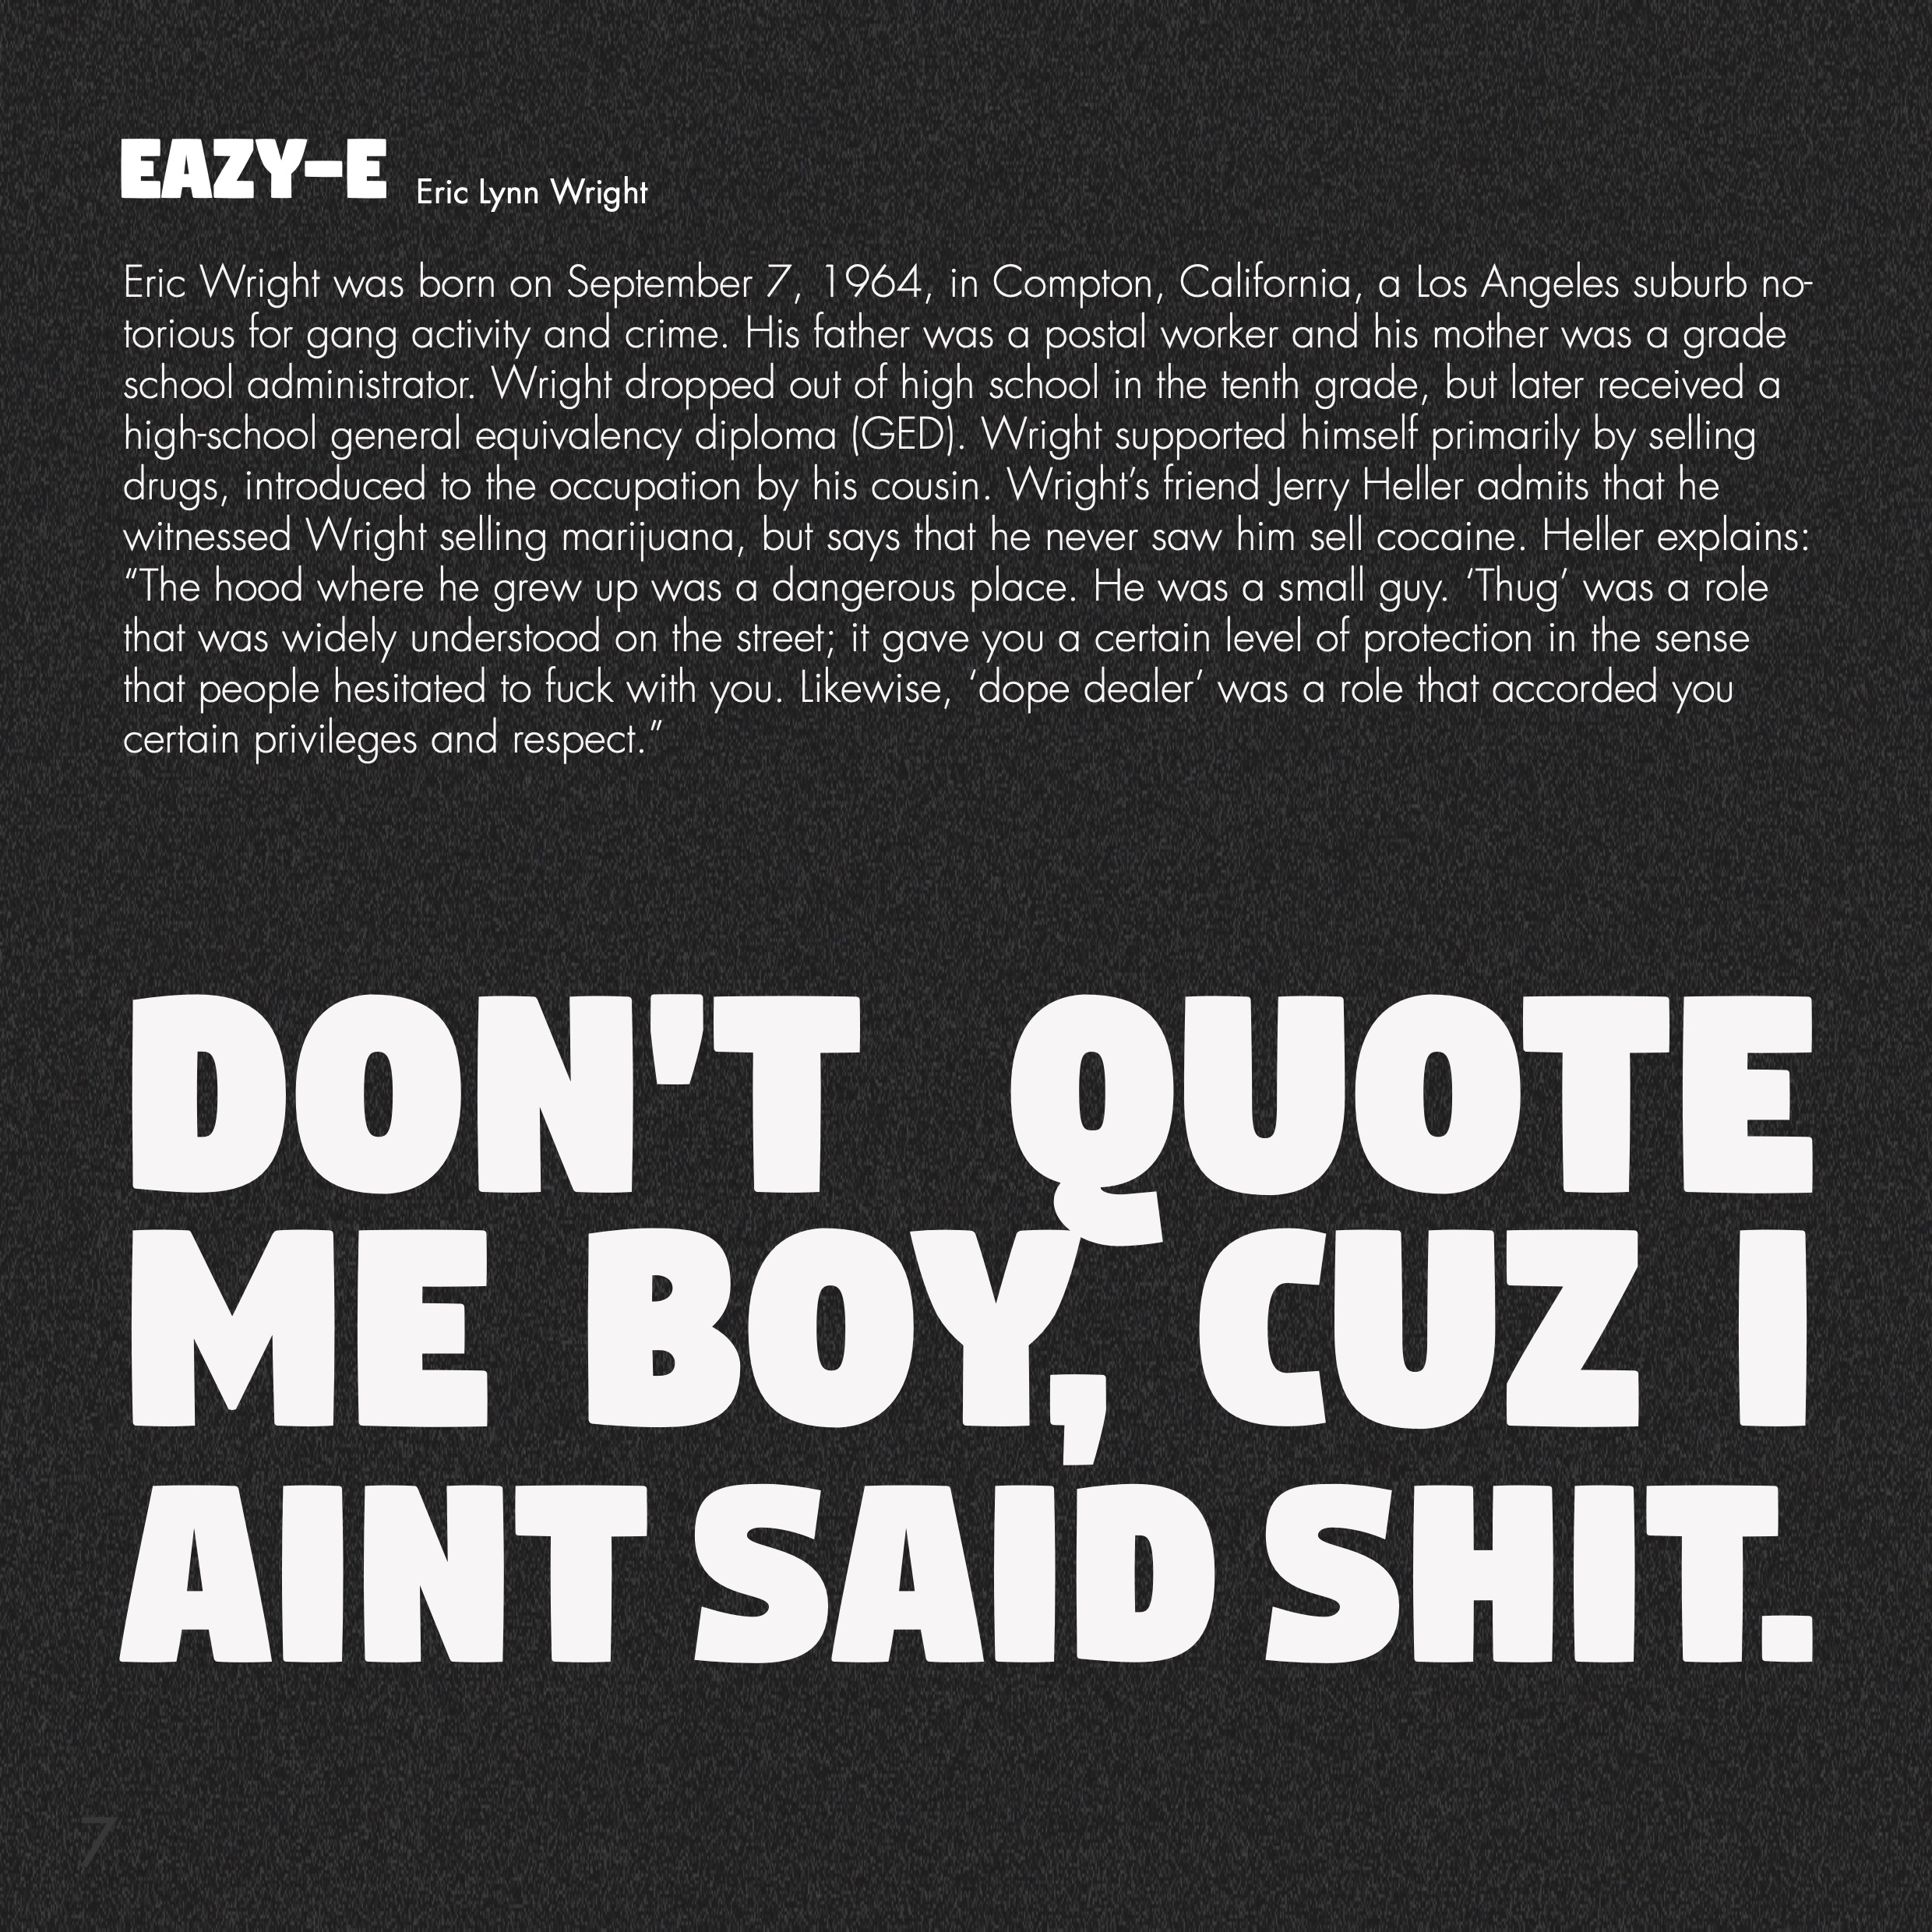 EAZY-E Eric Lynn Wright
Eric Wright was born on September 7, 1964, in Compton, California, a Los Angeles suburb no-
torious for gang activity and crime. His father was a postal worker and his mother was a grade
school administrator. Wright dropped out of high school in the tenth grade, but later received a
high-school general equivalency diploma (GED). Wright supported himself primarily by selling
drugs, introduced to the occupation by his cousin. Wright’s friend Jerry Heller admits that he
witnessed Wright selling marijuana, but says that he never saw him sell cocaine. Heller explains:
“The hood where he grew up was a dangerous place. He was a small guy. ‘Thug’ was a role
that was widely understood on the street; it gave you a certain level of protection in the sense
that people hesitated to fuck with you. Likewise, ‘dope dealer’ was a role that accorded you
certain privileges and respect.”
DON'T QUOTE
ME BOY, CUZ I
AINT SAID SHIT.
7